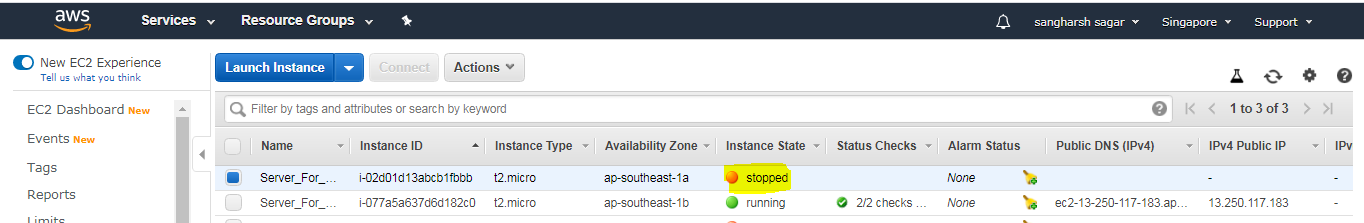 aws Services Resource Groups sangharsh sagar Singapore Support
New EC2 Experience
Tell us what you think
Launch Instance Connect Actions
EC2 Dashboard New
Filter by tags and attributes or search by keyword
1 to 3 of 3
Events New
Name Instance ID Instance Type Availability Zone Instance State Status Checks Alarm Status Public DNS (IPv4) IPv4 Public IP IPv
Tags
Server_For_... i-02d01d13abcb1fbbb t2.micro ap-southeast-1a stopped None - -
Reports
Server_For_... i-077a5a637d6d182c0 t2.micro ap-southeast-1b running 2/2 checks ... None ec2-13-250-117-183.ap... 13.250.117.183 -
Limits